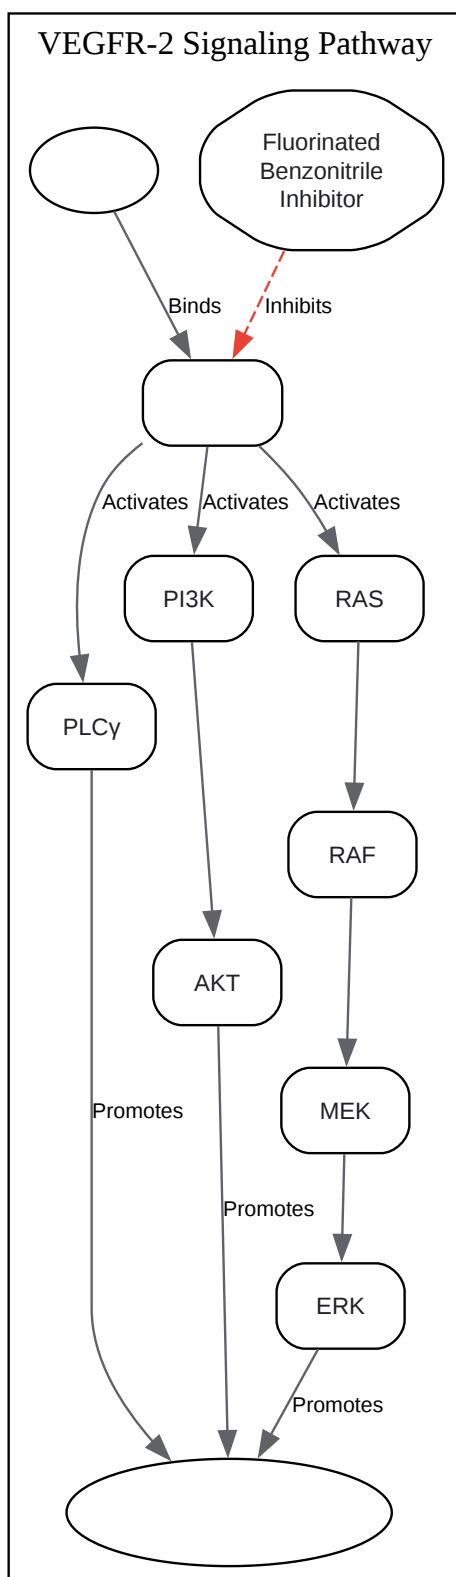 VEGFR-2 Signaling Pathway
Fluorinated
Benzonitrile
Inhibitor
Binds
Inhibits
Activates
Activates
Activates
PI3K
RAS
PLCγ
RAF
AKT
MEK
Promotes
Promotes
ERK
Promotes